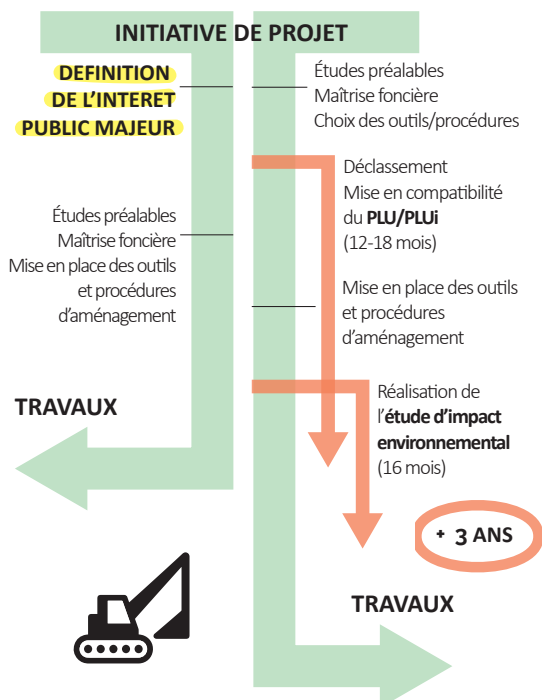 INITIATIVE DE PROJET
DEFINITION
DE L'INTERET
PUBLIC MAJEUR
Études préalables
Maîtrise foncière
Mise en place des outils
et procédures
d'aménagement
TRAVAUX
Études préalables
Maîtrise foncière
Choix des outils/procédures
Déclassement
Mise en compatibilité
du PLU/PLUi
(12-18 mois)
Mise en place des outils
et procédures
d'aménagement
Réalisation de
l'étude d'impact
environnemental
(16 mois)
+ 3 ANS
TRAVAUX